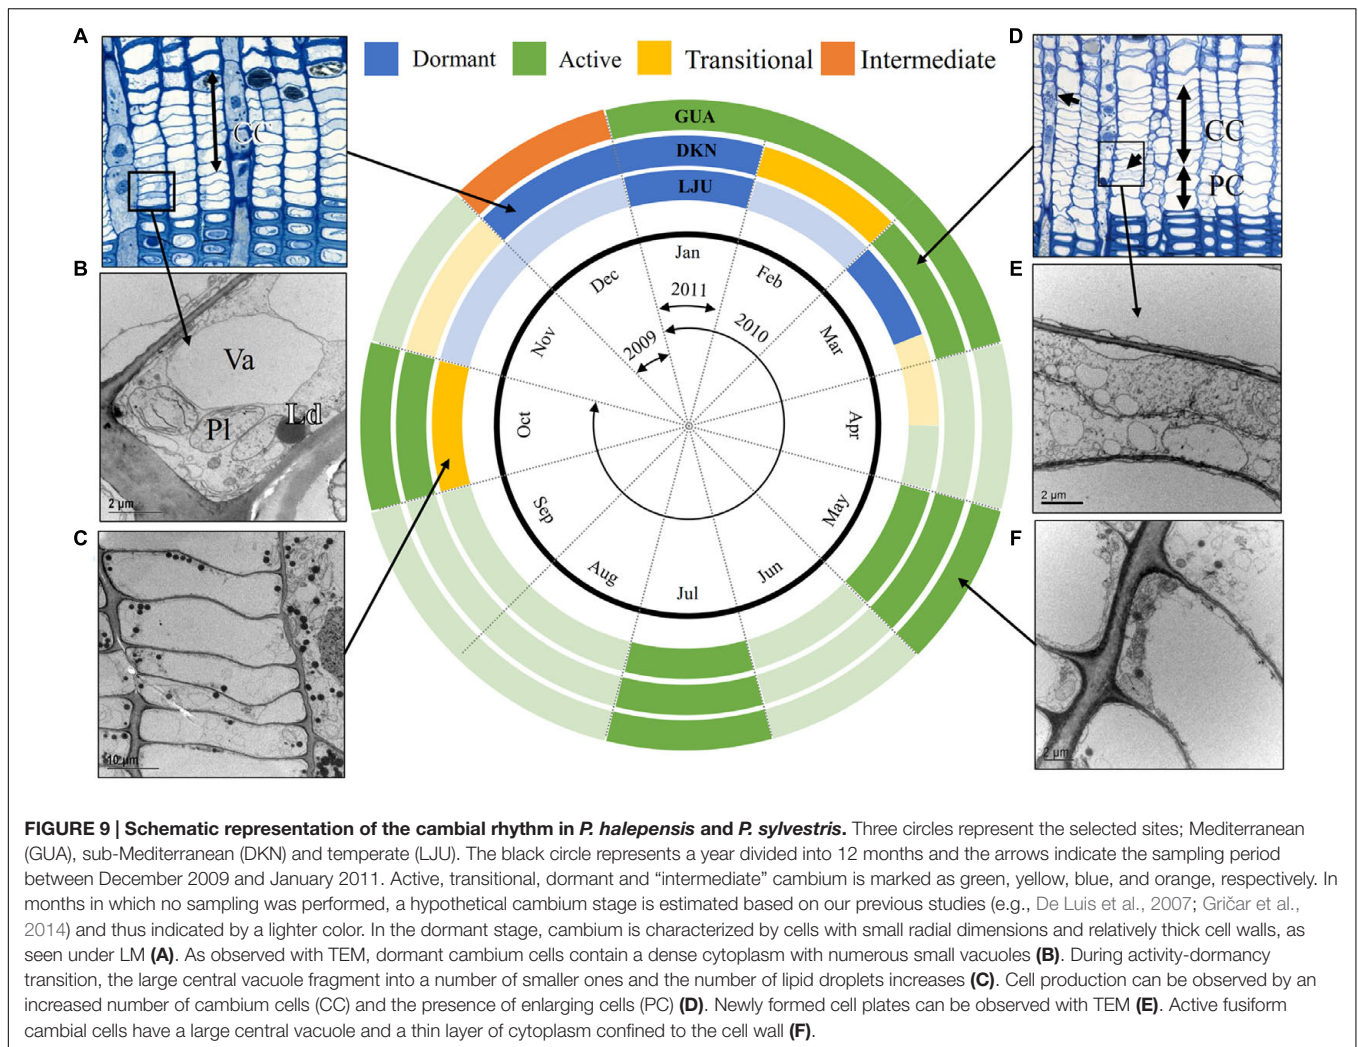 A
D
Dormant
Active
Transitional
Intermediate
CC
CC
PC
GUA
DKN
LJU
B
E
Va
Pl
Ld
2 µm
2 µm
Jan
Feb
Mar
Apr
May
Jun
Jul
Aug
Sep
Oct
Nov
Dec
2011
2010
2009
C
F
10 µm
2 µm
FIGURE 9 | Schematic representation of the cambial rhythm in P. halepensis and P. sylvestris. Three circles represent the selected sites; Mediterranean
(GUA), sub-Mediterranean (DKN) and temperate (LJU). The black circle represents a year divided into 12 months and the arrows indicate the sampling period
between December 2009 and January 2011. Active, transitional, dormant and “intermediate” cambium is marked as green, yellow, blue, and orange, respectively. In
months in which no sampling was performed, a hypothetical cambium stage is estimated based on our previous studies (e.g., De Luis et al., 2007; Gričar et al.,
2014) and thus indicated by a lighter color. In the dormant stage, cambium is characterized by cells with small radial dimensions and relatively thick cell walls, as
seen under LM (A). As observed with TEM, dormant cambium cells contain a dense cytoplasm with numerous small vacuoles (B). During activity-dormancy
transition, the large central vacuole fragment into a number of smaller ones and the number of lipid droplets increases (C). Cell production can be observed by an
increased number of cambium cells (CC) and the presence of enlarging cells (PC) (D). Newly formed cell plates can be observed with TEM (E). Active fusiform
cambial cells have a large central vacuole and a thin layer of cytoplasm confined to the cell wall (F).